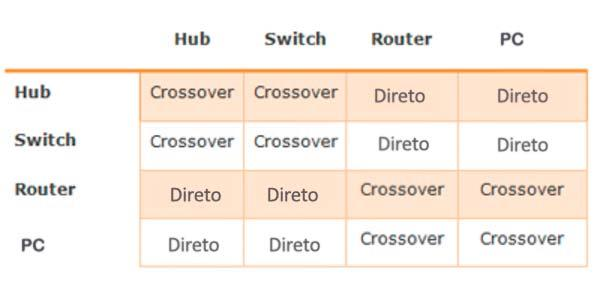 Hub Switch Router PC
Hub Crossover Crossover Direto Direto
Switch Crossover Crossover Direto Direto
Router Direto Direto Crossover Crossover
PC Direto Direto Crossover Crossover